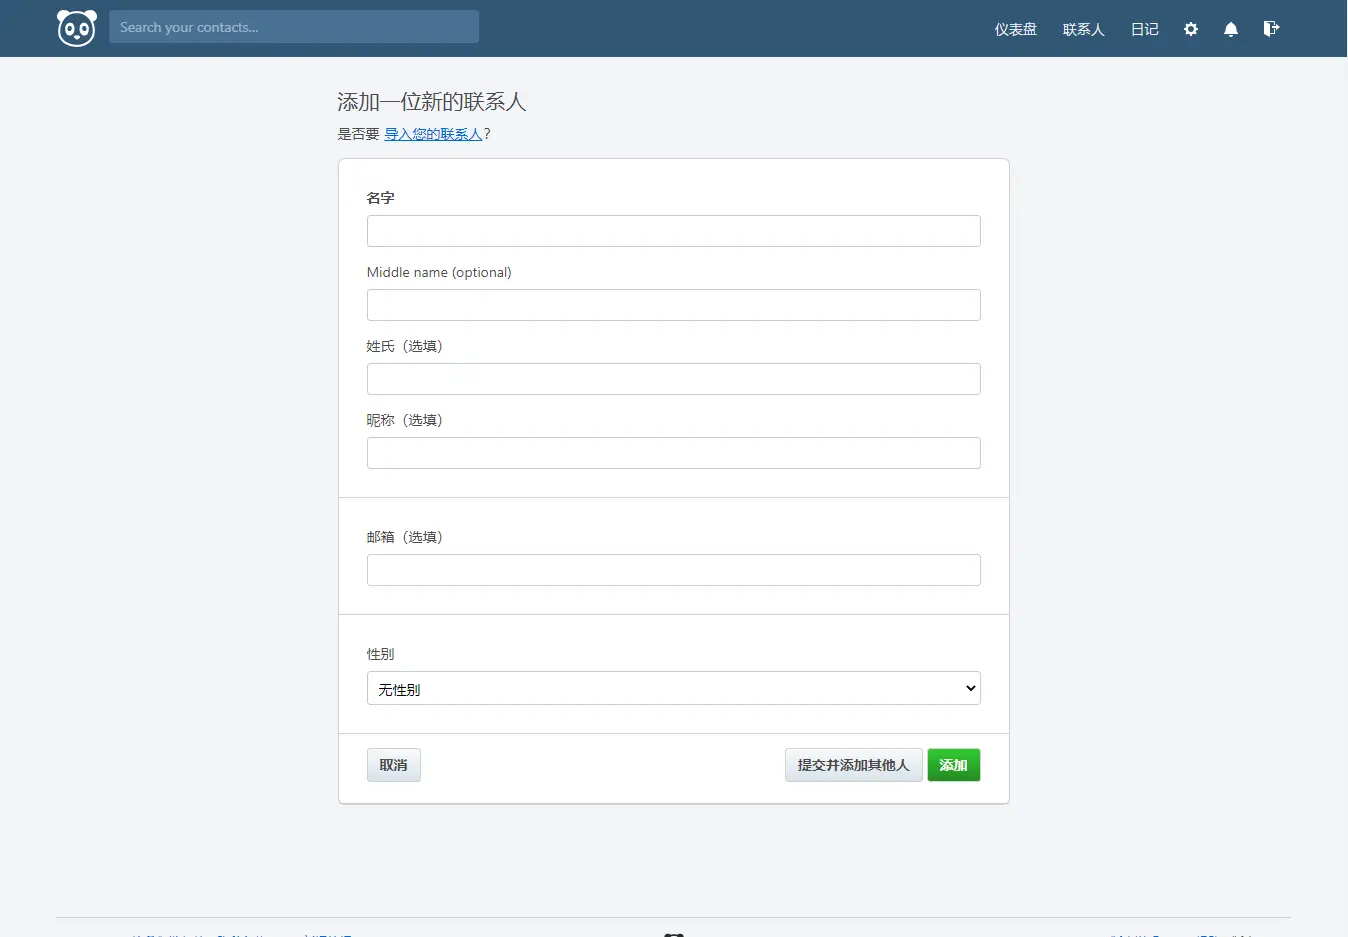 Search your contacts...
仪表盘 联系人 日记
添加一位新的联系人
是否要 导入您的联系人？
名字
Middle name (optional)
姓氏（选填）
昵称（选填）
邮箱（选填）
性别
无性别
取消 提交并添加其他人 添加